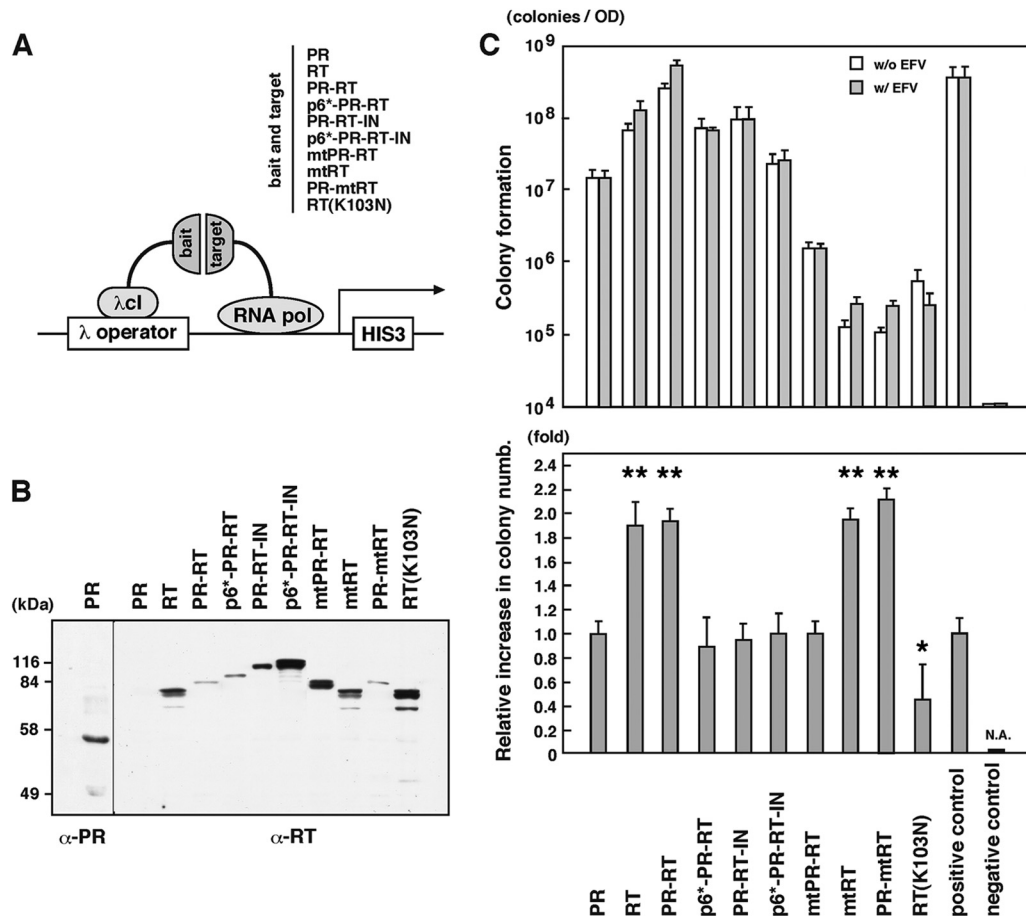 A
bait and target
PR
RT
PR-RT
p6*-PR-RT
PR-RT-IN
p6*-PR-RT-IN
mtPR-RT
mtRT
PR-mtRT
RT(K103N)
bait
target
λcI
RNA pol
λ operator
HIS3
B
(kDa)
PR
PR
RT
PR-RT
p6*-PR-RT
PR-RT-IN
p6*-PR-RT-IN
mtPR-RT
mtRT
PR-mtRT
RT(K103N)
116
84
58
49
α-PR
α-RT
C
(colonies / OD)
Colony formation
10⁹
10⁸
10⁷
10⁶
10⁵
10⁴
w/o EFV
w/ EFV
(fold)
Relative increase in colony numb.
2.4
2.2
2.0
1.8
1.6
1.4
1.2
1.0
0.8
0.6
0.4
0.2
0
** ** ** **
*
N.A.
PR
RT
PR-RT
p6*-PR-RT
PR-RT-IN
p6*-PR-RT-IN
mtPR-RT
mtRT
PR-mtRT
RT(K103N)
positive control
negative control